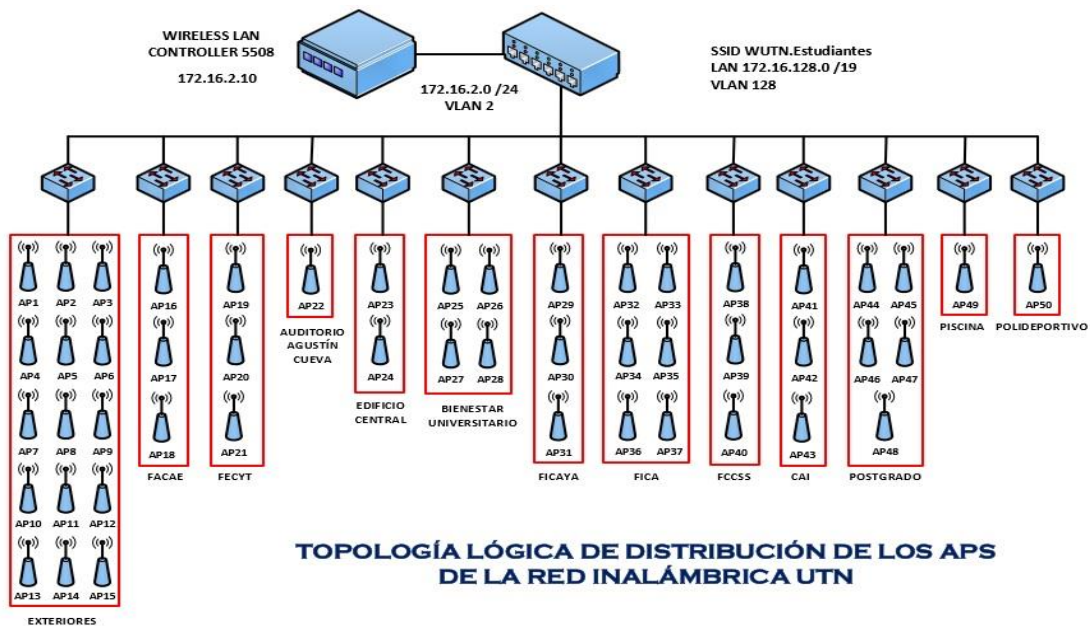 WIRELESS LAN
CONTROLLER 5508
172.16.2.10
172.16.2.0 /24
VLAN 2
SSID WUTN.Estudiantes
LAN 172.16.128.0 /19
VLAN 128
AP1 AP2 AP3
AP4 AP5 AP6
AP7 AP8 AP9
AP10 AP11 AP12
AP13 AP14 AP15
EXTERIORES
AP16
AP17
AP18
FACAE
AP19
AP20
AP21
FECYT
AP22
AUDITORIO
AGUSTÍN
CUEVA
AP23
AP24
EDIFICIO
CENTRAL
AP25 AP26
AP27 AP28
BIENESTAR
UNIVERSITARIO
AP29
AP30
AP31
FICAYA
AP32 AP33
AP34 AP35
AP36 AP37
FICA
AP38
AP39
AP40
FCCSS
AP41
AP42
AP43
CAI
AP44 AP45
AP46 AP47
AP48
POSTGRADO
AP49
PISCINA
AP50
POLIDEPORTIVO
TOPOLOGÍA LÓGICA DE DISTRIBUCIÓN DE LOS APS
DE LA RED INALÁMBRICA UTN